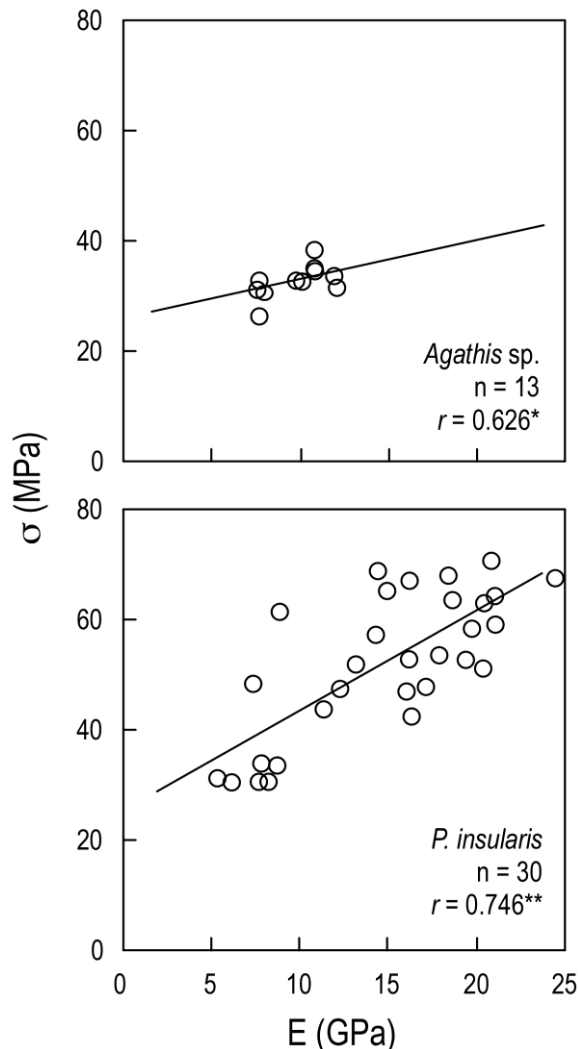 80
60
40
20
0
Agathis sp.
n = 13
r = 0.626*
σ (MPa)
80
60
40
20
0
P. insularis
n = 30
r = 0.746**
0 5 10 15 20 25
E (GPa)